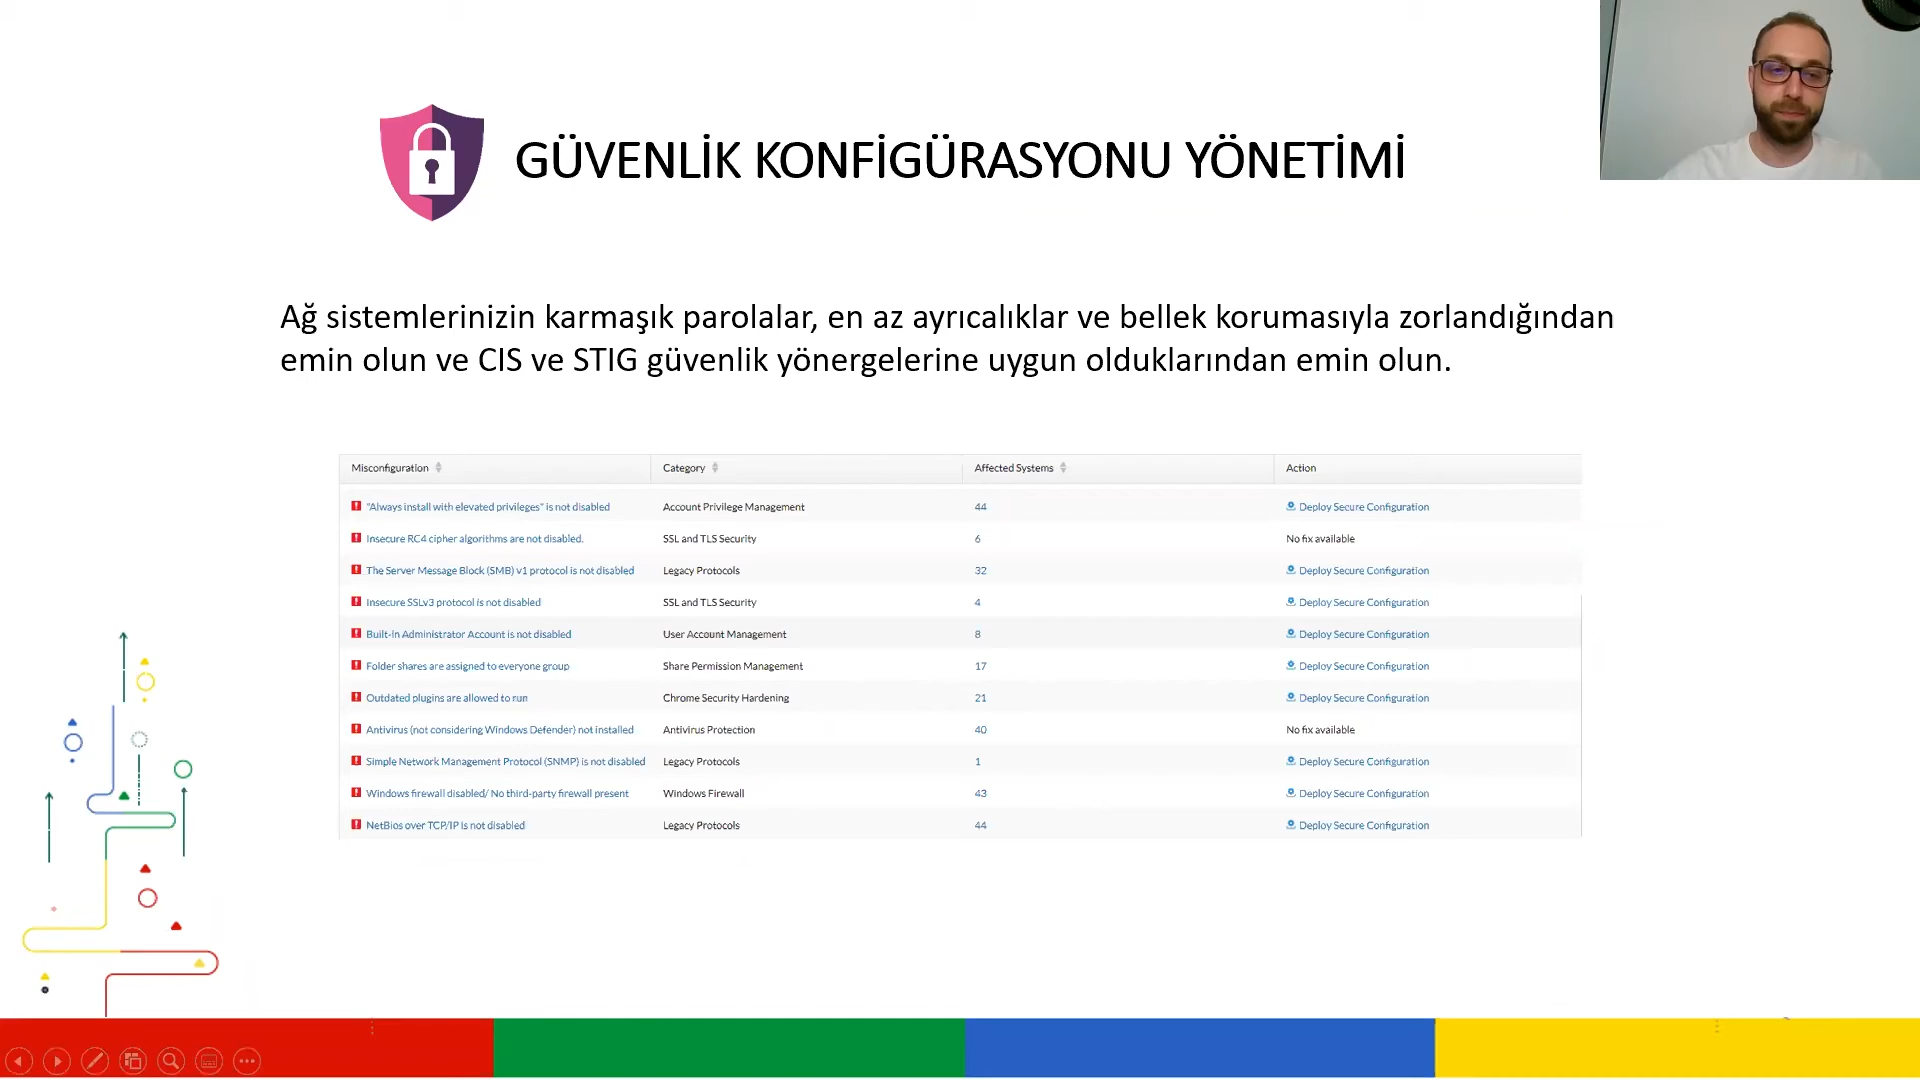 GÜVENLİK KONFİGÜRASYONU YÖNETİMİ
Ağ sistemlerinizin karmaşık parolalar, en az ayrıcalıklar ve bellek korumasıyla zorlandığından
emin olun ve CIS ve STIG güvenlik yönergelerine uygun olduklarından emin olun.
Misconfiguration Category Affected Systems Action
"Always install with elevated privileges" is not disabled Account Privilege Management 44 Deploy Secure Configuration
Insecure RC4 cipher algorithms are not disabled. SSL and TLS Security 6 No fix available
The Server Message Block (SMB) v1 protocol is not disabled Legacy Protocols 32 Deploy Secure Configuration
Insecure SSLv3 protocol is not disabled SSL and TLS Security 4 Deploy Secure Configuration
Built-in Administrator Account is not disabled User Account Management 8 Deploy Secure Configuration
Folder shares are assigned to everyone group Share Permission Management 17 Deploy Secure Configuration
Outdated plugins are allowed to run Chrome Security Hardening 21 Deploy Secure Configuration
Antivirus (not considering Windows Defender) not installed Antivirus Protection 40 No fix available
Simple Network Management Protocol (SNMP) is not disabled Legacy Protocols 1 Deploy Secure Configuration
Windows firewall disabled/ No third-party firewall present Windows Firewall 43 Deploy Secure Configuration
NetBios over TCP/IP is not disabled Legacy Protocols 44 Deploy Secure Configuration